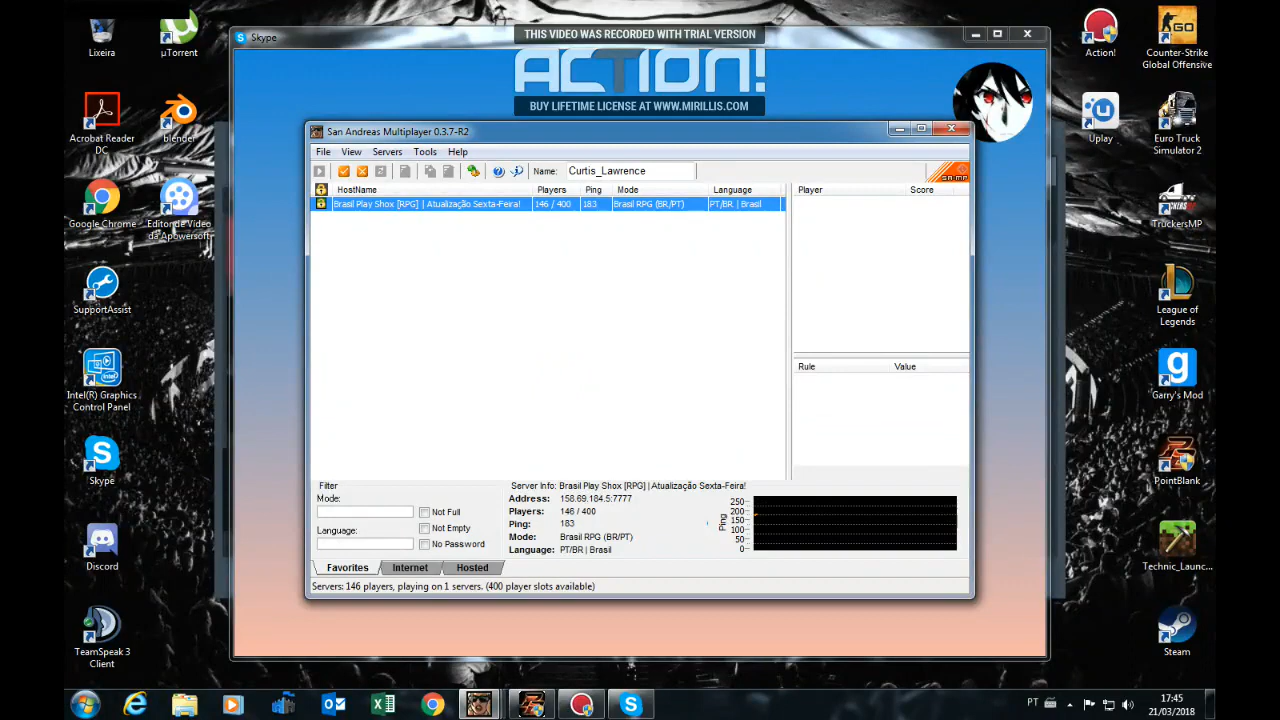 Lixeira
µTorrent
Acrobat Reader
DC
blender
Google Chrome
Editor de Vídeo
da Apowersoft
SupportAssist
Intel(R) Graphics
Control Panel
Skype
Discord
TeamSpeak 3
Client
Skype
THIS VIDEO WAS RECORDED WITH TRIAL VERSION
ACTION!
BUY LIFETIME LICENSE AT WWW.MIRILLIS.COM
San Andreas Multiplayer 0.3.7-R2
File View Servers Tools Help
Name: Curtis_Lawrence
SA-MP
HostName Players Ping Mode Language
Brasil Play Shox [RPG] | Atualização Sexta-Feira! 146 / 400 183 Brasil RPG (BR/PT) PT/BR | Brasil
Player Score
Rule Value
Filter
Mode:
Not Full
Not Empty
Language:
No Password
Server Info: Brasil Play Shox [RPG] | Atualização Sexta-Feira!
Address: 158.69.184.5:7777
Players: 146 / 400
Ping: 183
Mode: Brasil RPG (BR/PT)
Language: PT/BR | Brasil
Ping
250
200
150
100
50
0
Favorites Internet Hosted
Servers: 146 players, playing on 1 servers. (400 player slots available)
Action!
Counter-Strike
Global Offensive
Uplay
Euro Truck
Simulator 2
TruckersMP
League of
Legends
Garry's Mod
PointBlank
Technic_Launc...
Steam
PT
17:45
21/03/2018